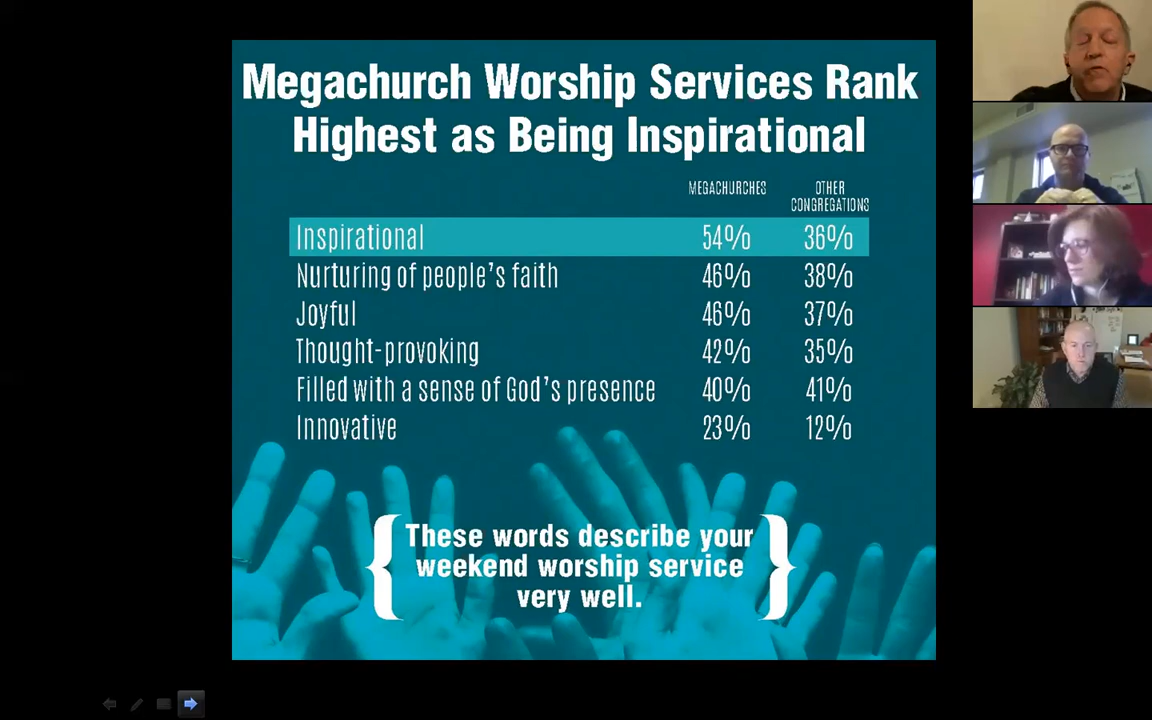 Megachurch Worship Services Rank
Highest as Being Inspirational
MEGACHURCHES OTHER
CONGREGATIONS
Inspirational 54% 36%
Nurturing of people's faith 46% 38%
Joyful 46% 37%
Thought-provoking 42% 35%
Filled with a sense of God's presence 40% 41%
Innovative 23% 12%
{These words describe your
weekend worship service
very well.}